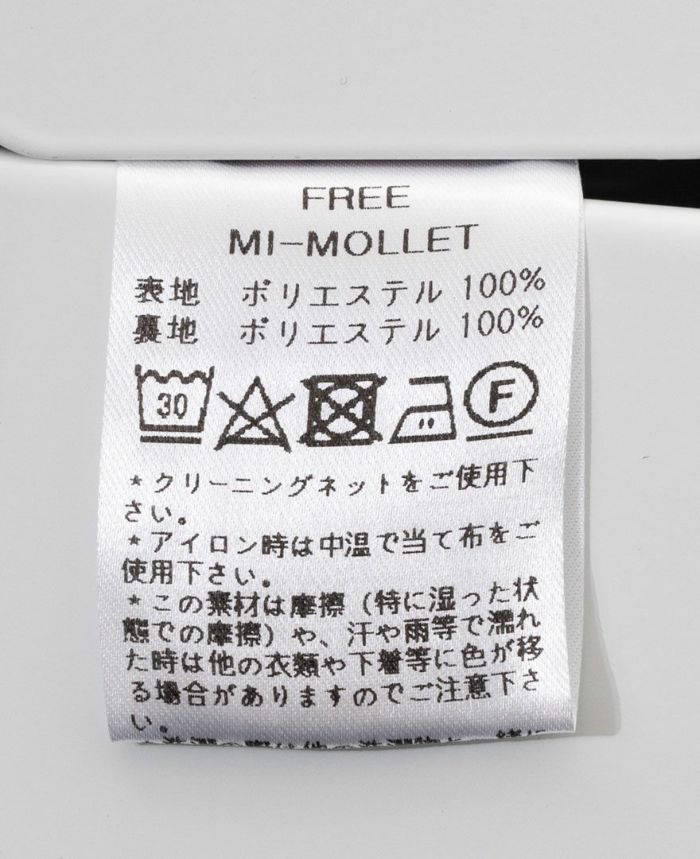 FREE
MI-MOLLET
表地 ポリエステル 100%
裏地 ポリエステル 100%
30 F
*クリーニングネットをご使用下
さい。
*アイロン時は中温で当て布をご
使用下さい。
*この素材は摩擦(特に湿った状
態での摩擦)や、汗や雨等で濡れ
た時は他の衣類や下着等に色が移
る場合がありますのでご注意下さ
い。